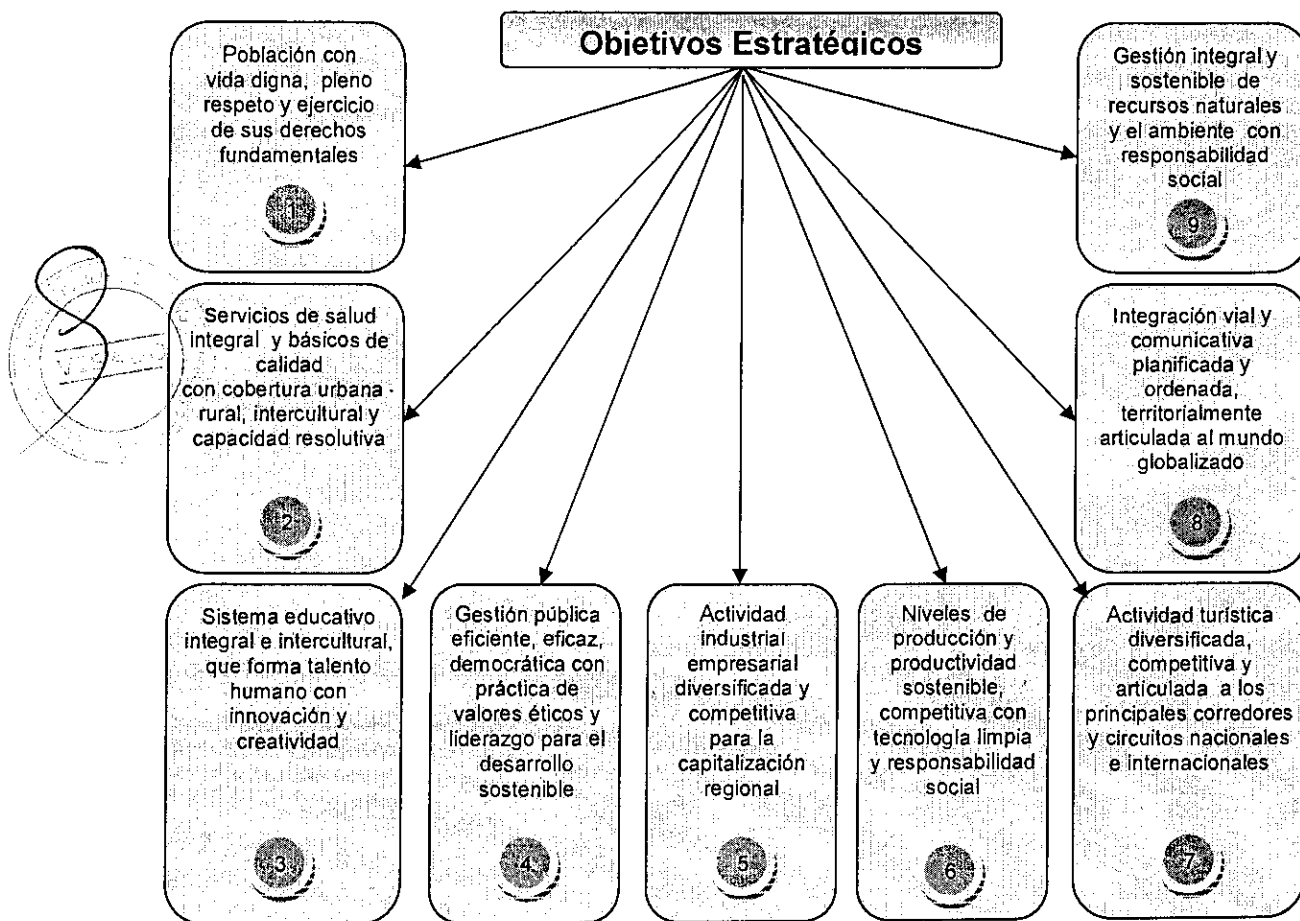 Objetivos Estratégicos
Población con
vida digna, pleno
respeto y ejercicio
de sus derechos
fundamentales
1
Servicios de salud
integral y básicos de
calidad
con cobertura urbana -
rural, intercultural y
capacidad resolutiva
2
Sistema educativo
integral e intercultural,
que forma talento
humano con
innovación y
creatividad
3
Gestión pública
eficiente, eficaz,
democrática con
práctica de
valores éticos y
liderazgo para el
desarrollo
sostenible
4
Actividad
industrial
empresarial
diversificada y
competitiva
para la
capitalización
regional
5
Niveles de
producción y
productividad
sostenible,
competitiva con
tecnología limpia
y responsabilidad
social
6
Actividad turística
diversificada,
competitiva y
articulada a los
principales corredores
y circuitos nacionales
e internacionales
7
Integración vial y
comunicativa
planificada y
ordenada,
territorialmente
articulada al mundo
globalizado
8
Gestión integral y
sostenible de
recursos naturales
y el ambiente con
responsabilidad
social
9